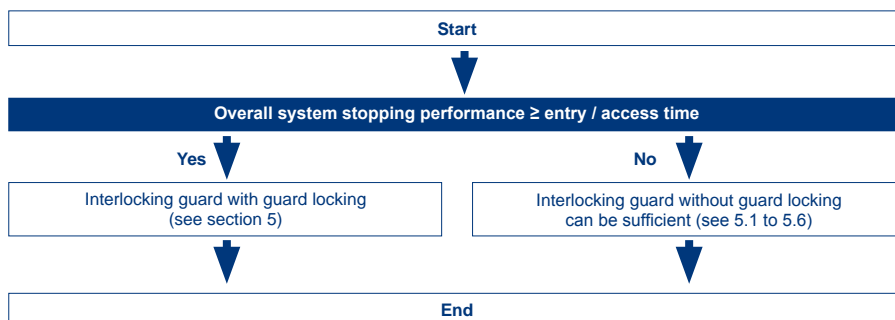 Start
Overall system stopping performance ≥ entry / access time
Yes
No
Interlocking guard with guard locking
(see section 5)
Interlocking guard without guard locking
can be sufficient (see 5.1 to 5.6)
End